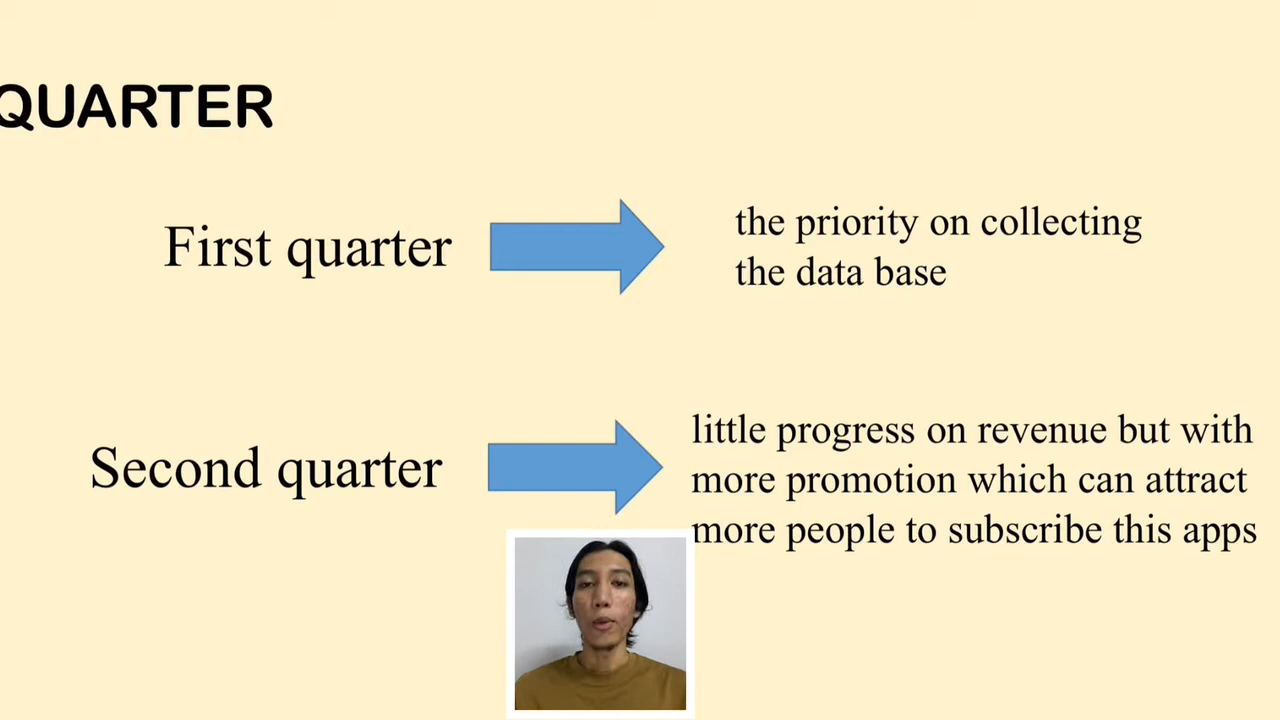 QUARTER
First quarter
the priority on collecting
the data base
Second quarter
little progress on revenue but with
more promotion which can attract
more people to subscribe this apps